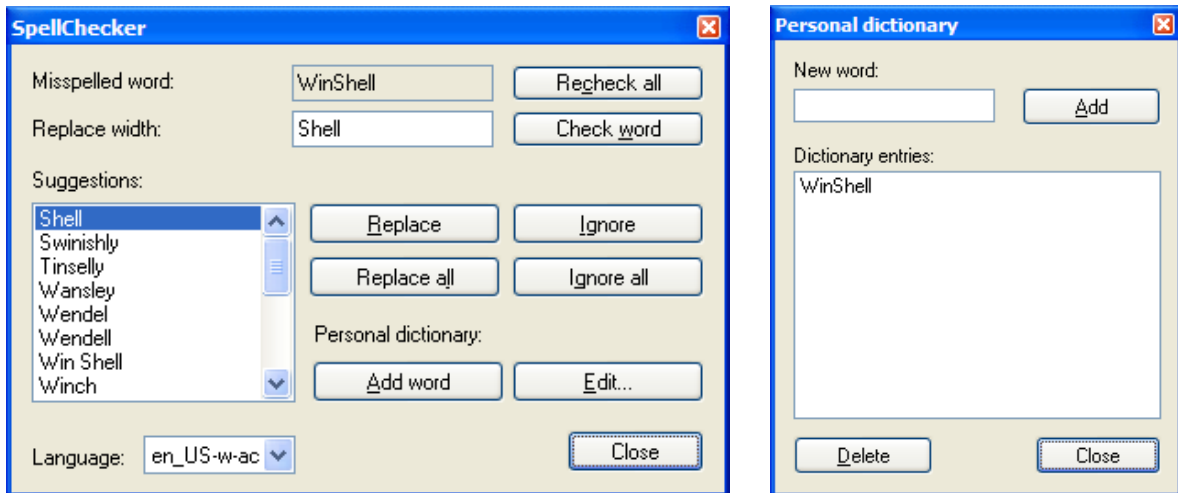 SpellChecker
Misspelled word: WinShell Recheck all
Replace width: Shell Check word
Suggestions:
Shell
Swinishly
Tinselly
Wansley
Wendel
Wendell
Win Shell
Winch
Replace Ignore
Replace all Ignore all
Personal dictionary:
Add word Edit...
Language: en_US-w-ac Close
Personal dictionary
New word:
Add
Dictionary entries:
WinShell
Delete Close